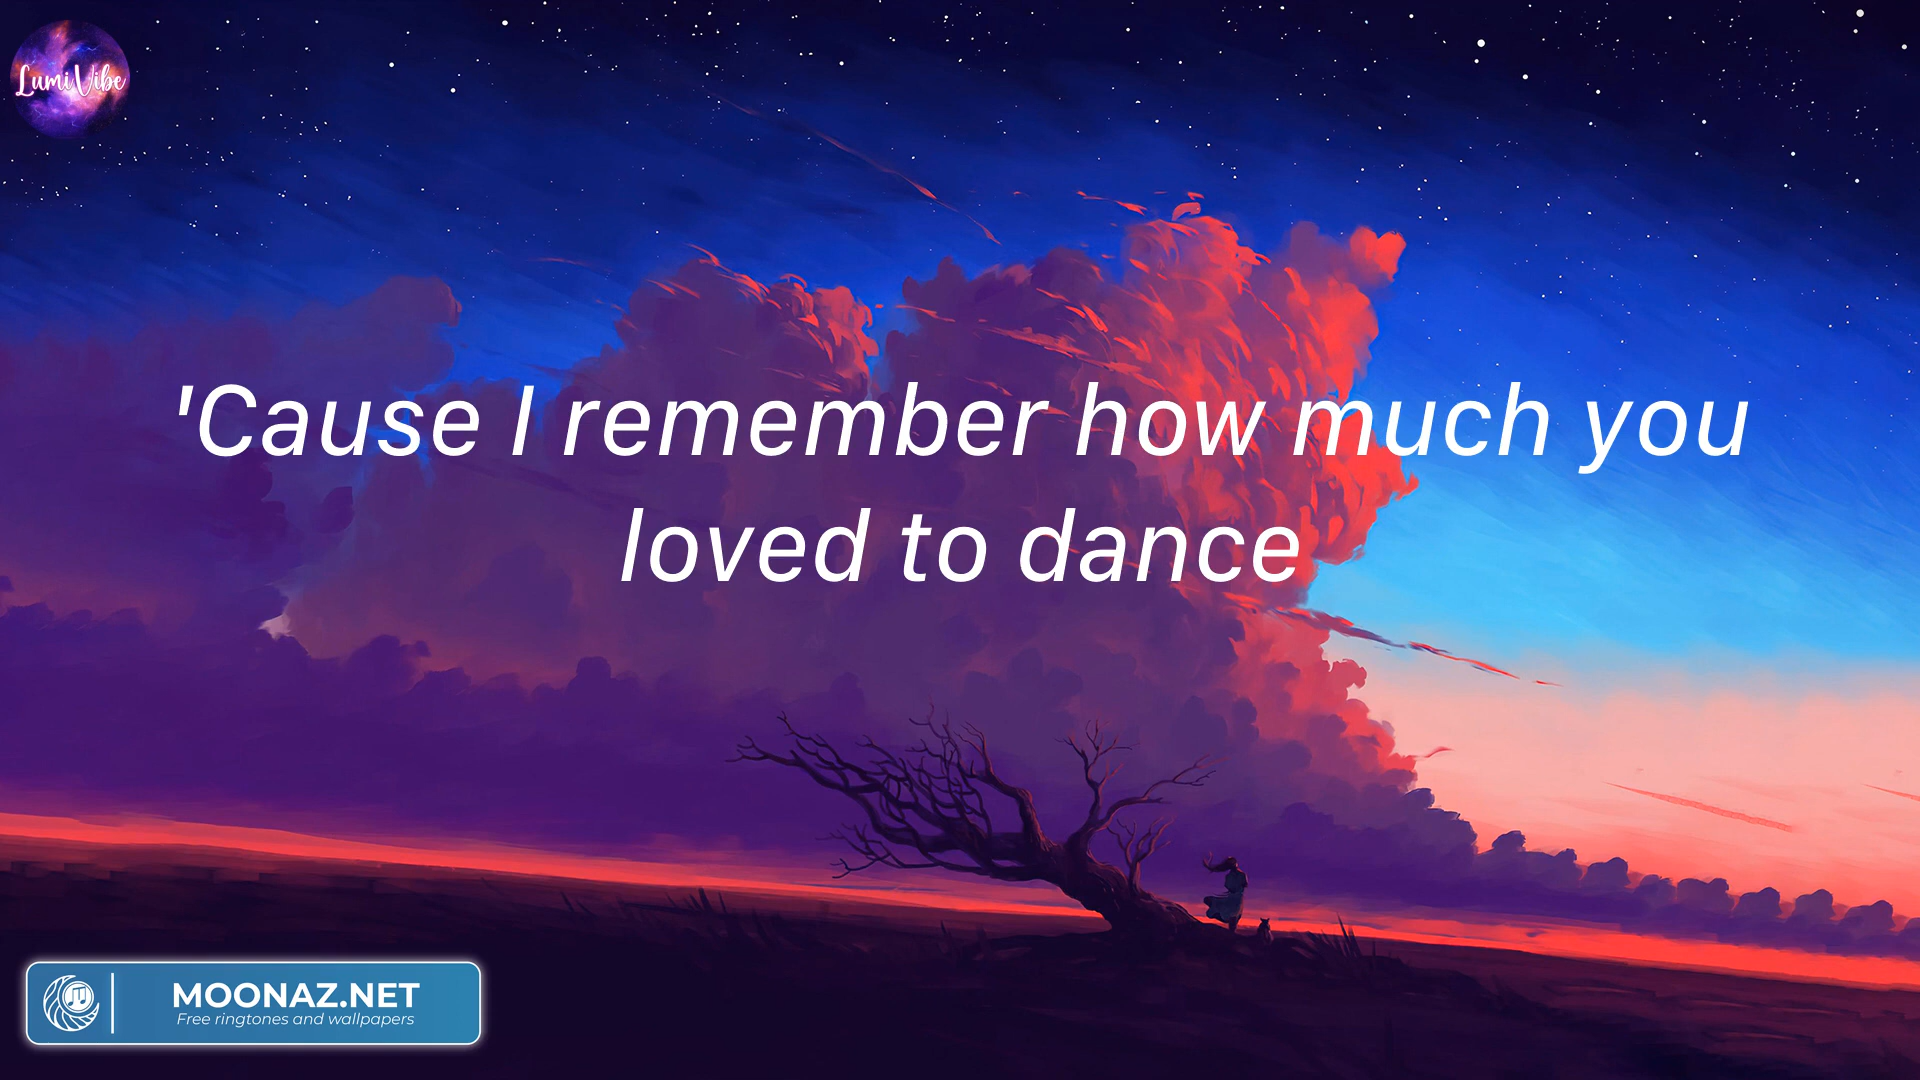 LumiVibe
'Cause I remember how much you
loved to dance
MOONAZ.NET
Free ringtones and wallpapers